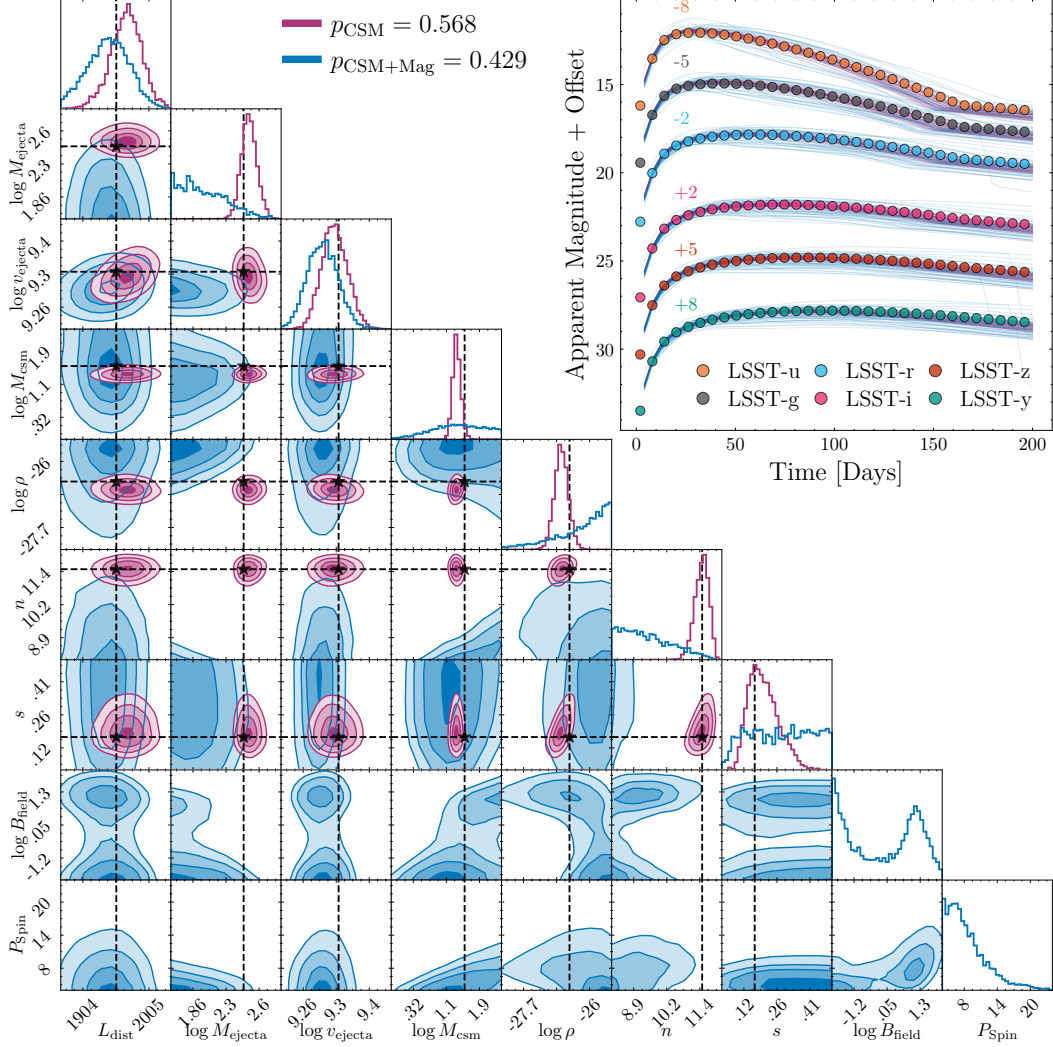 p_CSM = 0.568
p_CSM+Mag = 0.429
-8
-5
-2
+2
+5
+8
15
20
25
30
Apparent Magnitude + Offset
LSST-u
LSST-r
LSST-z
LSST-g
LSST-i
LSST-y
0
50
100
150
200
Time [Days]
log M_ejecta
2.6
2.3
1.86
log v_ejecta
9.4
9.3
9.26
log M_csm
1.9
1.1
.32
log ρ
-26
-27.7
n
11.4
10.2
8.9
s
.41
.26
.12
log B_field
1.3
.05
-1.2
P_Spin
20
14
8
1904
2005
1.86
2.3
2.6
9.26
9.3
9.4
.32
1.1
1.9
-27.7
-26
8.9
10.2
11.4
.12
.26
.41
-1.2
.05
1.3
8
14
20
L_dist
log M_ejecta
log v_ejecta
log M_csm
log ρ
n
s
log B_field
P_Spin